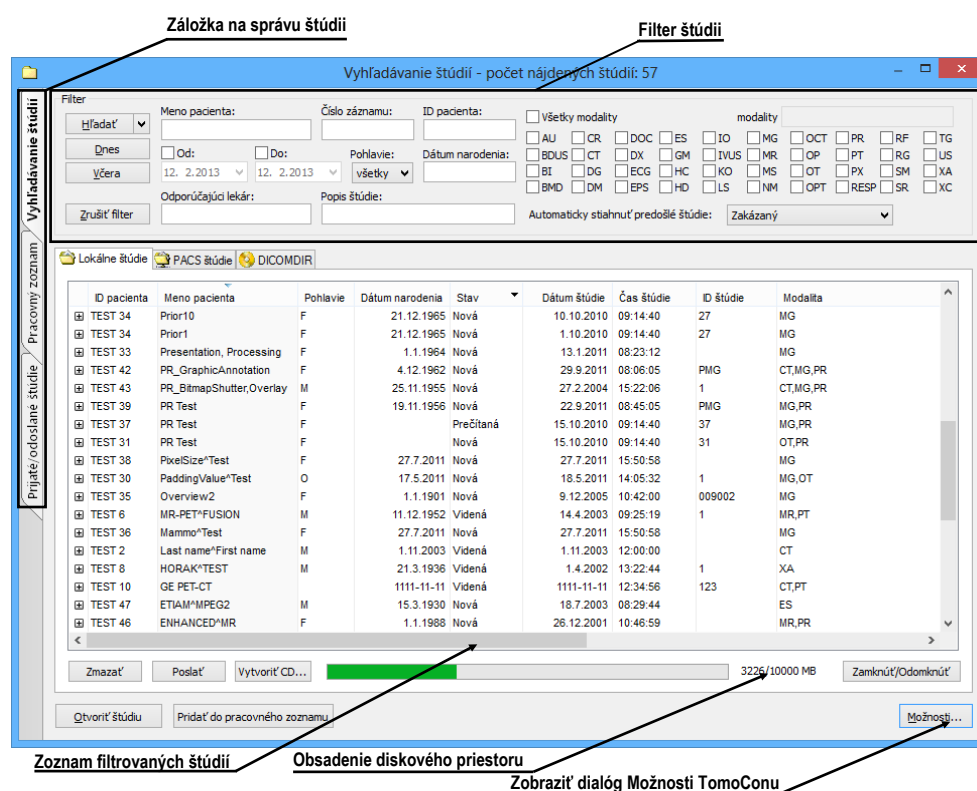 Záložka na správu štúdii
Filter štúdii
Vyhľadávanie štúdií - počet nájdených štúdií: 57
Vyhľadávanie štúdií
Pracovný zoznam
Prijaté/odoslané štúdie
Filter
Hľadať
Dnes
Včera
Zrušiť filter
Meno pacienta:
Číslo záznamu:
ID pacienta:
Od:
Do:
Pohlavie:
Dátum narodenia:
12. 2.2013
12. 2.2013
všetky
Odporúčajúci lekár:
Popis štúdie:
Všetky modality
modality
AU CR DOC ES IO MG OCT PR RF TG
BDUS CT DX GM IVUS MR OP PT RG US
BI DG ECG HC KO MS OT PX SM XA
BMD DM EPS HD LS NM OPT RESP SR XC
Automaticky stiahnuť predošlé štúdie: Zakázaný
Lokálne štúdie PACS štúdie DICOMDIR
ID pacienta Meno pacienta Pohlavie Dátum narodenia Stav Dátum štúdie Čas štúdie ID štúdie Modalita
TEST 34 Prior10 F 21.12.1965 Nová 10.10.2010 09:14:40 27 MG
TEST 34 Prior1 F 21.12.1965 Nová 1.10.2010 09:14:40 27 MG
TEST 33 Presentation, Processing F 1.1.1964 Nová 13.1.2011 08:23:12 MG
TEST 42 PR_GraphicAnnotation F 4.12.1962 Nová 29.9.2011 08:06:05 PMG CT,MG,PR
TEST 43 PR_BitmapShutter,Overlay M 25.11.1955 Nová 27.2.2004 15:22:06 1 CT,MG,PR
TEST 39 PR Test F 19.11.1956 Nová 22.9.2011 08:45:05 PMG MG,PR
TEST 37 PR Test F Prečítaná 15.10.2010 09:14:40 37 MG,PR
TEST 31 PR Test F Nová 15.10.2010 09:14:40 31 OT,PR
TEST 38 PixelSize^Test F 27.7.2011 Nová 27.7.2011 15:50:58 MG
TEST 30 PaddingValue^Test O 17.5.2011 Nová 18.5.2011 14:05:32 1 MG,OT
TEST 35 Overview2 F 1.1.1901 Nová 9.12.2005 10:42:00 009002 MG
TEST 6 MR-PET^FUSION M 11.12.1952 Videná 14.4.2003 09:25:19 1 MR,PT
TEST 36 Mammo^Test F 27.7.2011 Nová 27.7.2011 15:50:58 MG
TEST 2 Last name^First name M 1.11.2003 Videná 1.11.2003 12:00:00 CT
TEST 8 HORAK^TEST M 21.3.1936 Videná 1.4.2002 13:22:44 1 XA
TEST 10 GE PET-CT 1111-11-11 Videná 1111-11-11 12:34:56 123 CT,PT
TEST 47 ETIAM^MPEG2 M 15.3.1930 Nová 18.7.2003 08:29:44 ES
TEST 46 ENHANCED^MR F 1.1.1988 Nová 26.12.2001 10:46:59 MR,PR
Zmazať Poslať Vytvoriť CD... 3226/10000 MB Zamknúť/Odomknúť
Otvoriť štúdiu Pridať do pracovného zoznamu Možnosti...
Zoznam filtrovaných štúdií
Obsadenie diskového priestoru
Zobraziť dialóg Možnosti TomoConu